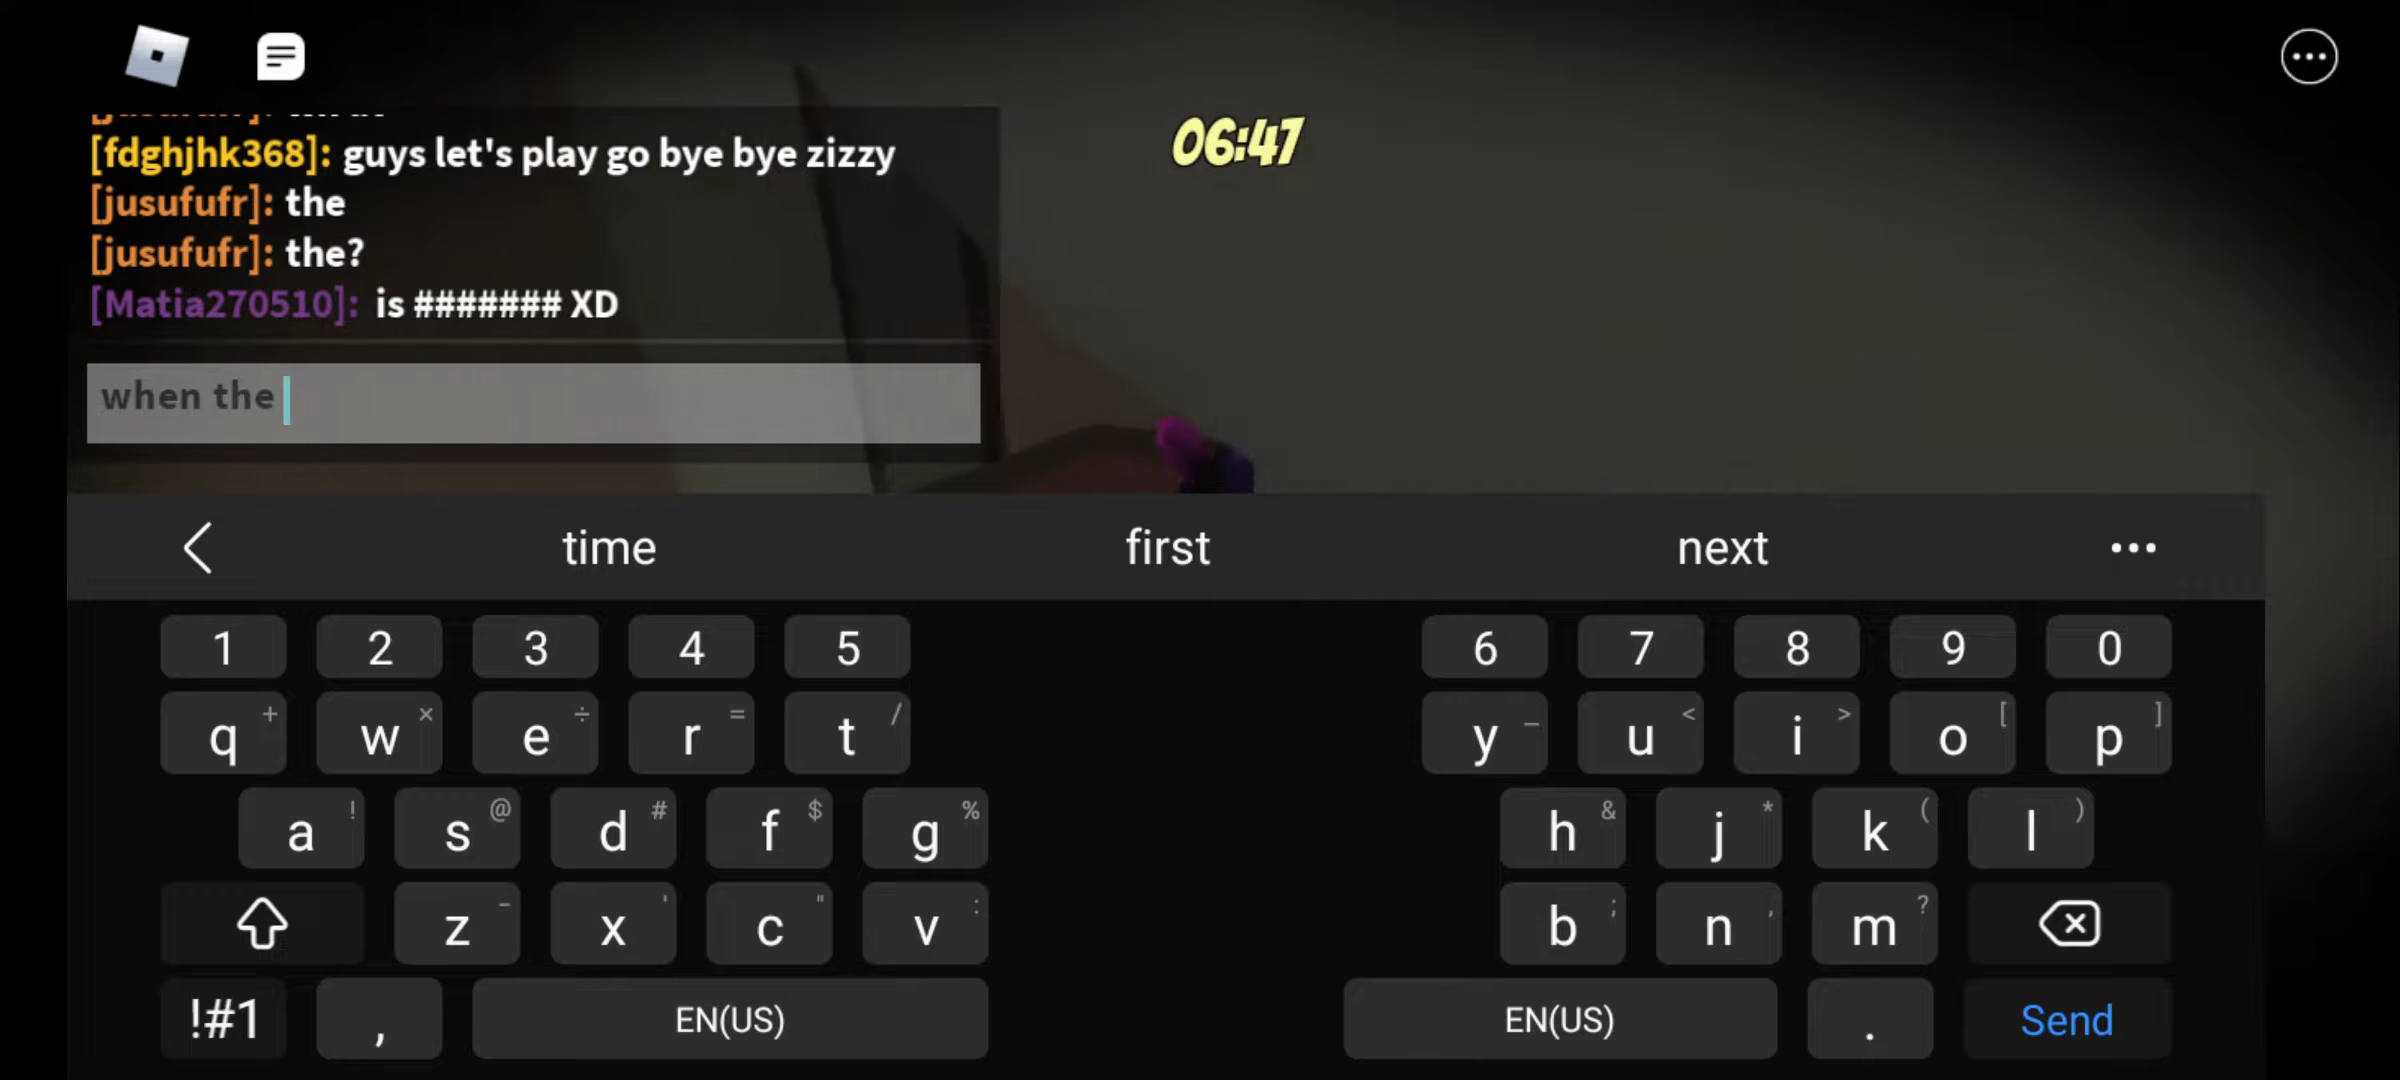 [fdghjhk368]: guys let's play go bye bye zizzy
[jusufufr]: the
[jusufufr]: the?
[Matia270510]: is ####### XD
06:47
when the
time first next
1 2 3 4 5 6 7 8 9 0
q + w × e ÷ r = t / y _ u < i > o [ p ]
a ! s @ d # f $ g % h & j * k ( l )
z - x ' c " v : b ; n , m ?
!#1 , EN(US) EN(US) . Send